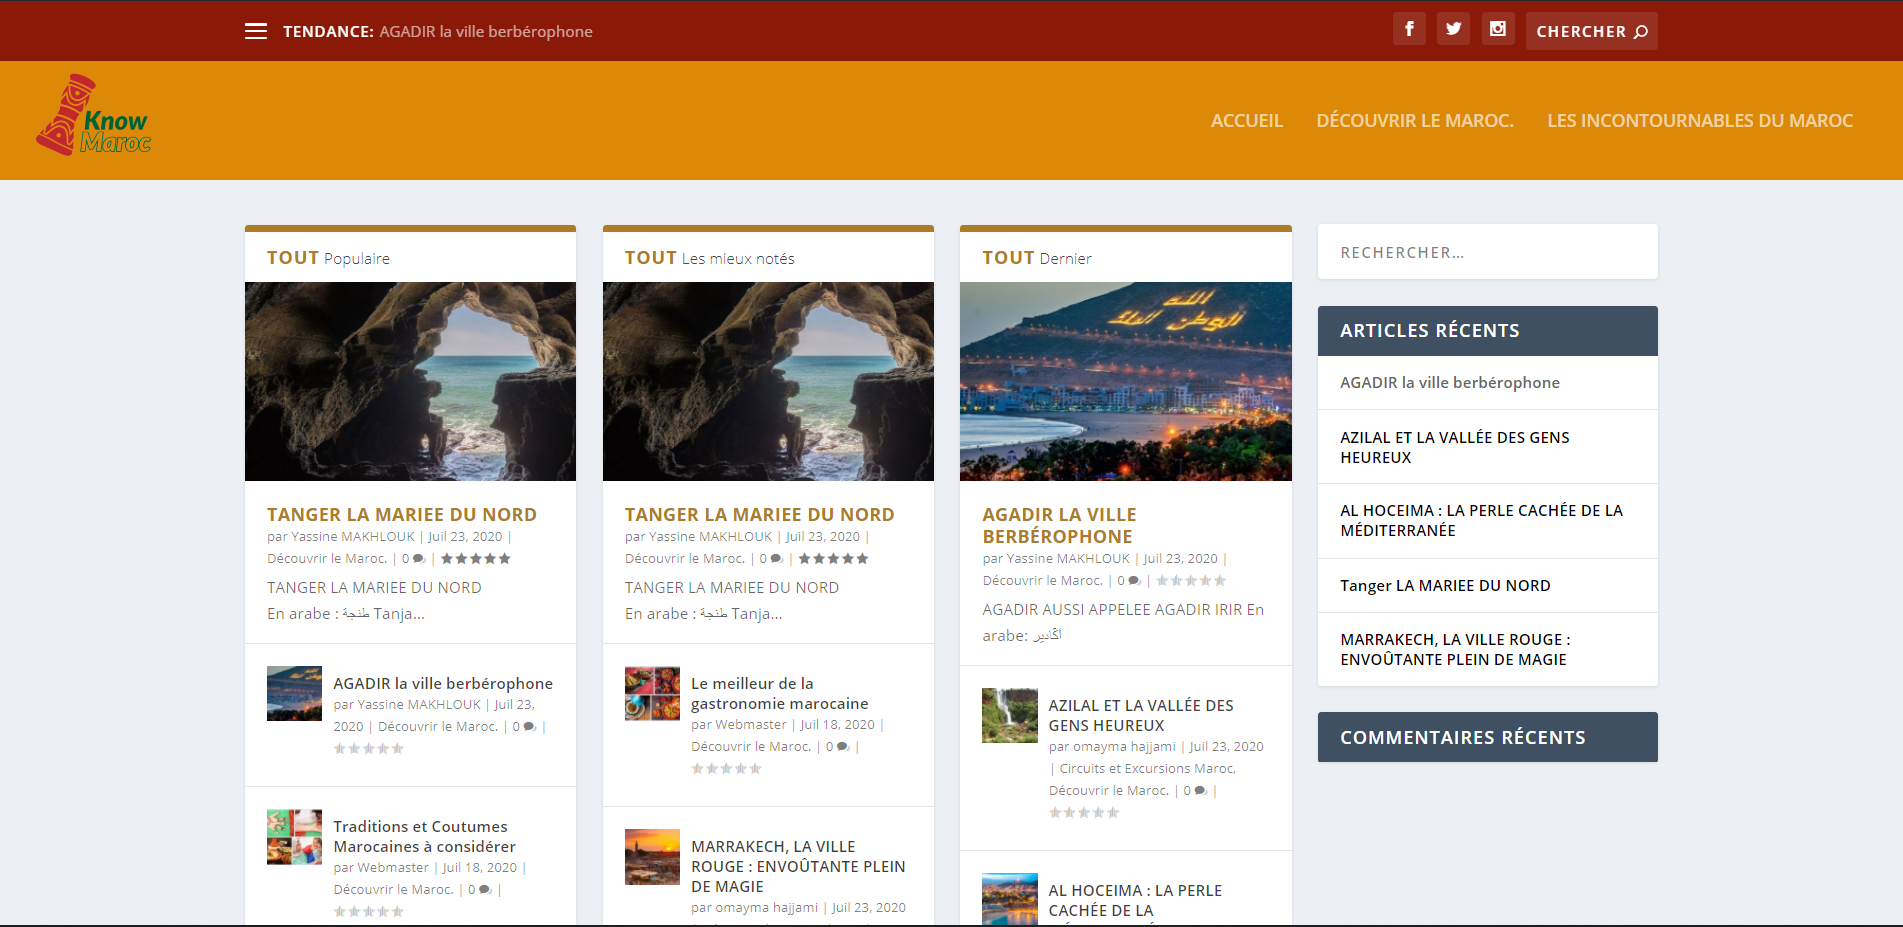 TENDANCE: AGADIR la ville berbérophone
CHERCHER
Know
Maroc
ACCUEIL
DÉCOUVRIR LE MAROC.
LES INCONTOURNABLES DU MAROC
TOUT Populaire
TANGER LA MARIEE DU NORD
par Yassine MAKHLOUK | Juil 23, 2020 |
Découvrir le Maroc. | 0 |
TANGER LA MARIEE DU NORD
En arabe : طنجة Tanja...
AGADIR la ville berbérophone
par Yassine MAKHLOUK | Juil 23,
2020 | Découvrir le Maroc. | 0 |
Traditions et Coutumes
Marocaines à considérer
par Webmaster | Juil 18, 2020 |
Découvrir le Maroc. | 0 |
TOUT Les mieux notés
TANGER LA MARIEE DU NORD
par Yassine MAKHLOUK | Juil 23, 2020 |
Découvrir le Maroc. | 0 |
TANGER LA MARIEE DU NORD
En arabe : طنجة Tanja...
Le meilleur de la
gastronomie marocaine
par Webmaster | Juil 18, 2020 |
Découvrir le Maroc. | 0 |
MARRAKECH, LA VILLE
ROUGE : ENVOÛTANTE PLEIN
DE MAGIE
par omayma hajjami | Juil 23, 2020
TOUT Dernier
الله
الوطن الملك
AGADIR LA VILLE
BERBÉROPHONE
par Yassine MAKHLOUK | Juil 23, 2020 |
Découvrir le Maroc. | 0 |
AGADIR AUSSI APPELEE AGADIR IRIR En
arabe: أݣادير
AZILAL ET LA VALLÉE DES
GENS HEUREUX
par omayma hajjami | Juil 23, 2020
| Circuits et Excursions Maroc,
Découvrir le Maroc. | 0 |
AL HOCEIMA : LA PERLE
CACHÉE DE LA
RECHERCHER...
ARTICLES RÉCENTS
AGADIR la ville berbérophone
AZILAL ET LA VALLÉE DES GENS
HEUREUX
AL HOCEIMA : LA PERLE CACHÉE DE LA
MÉDITERRANÉE
Tanger LA MARIEE DU NORD
MARRAKECH, LA VILLE ROUGE :
ENVOÛTANTE PLEIN DE MAGIE
COMMENTAIRES RÉCENTS